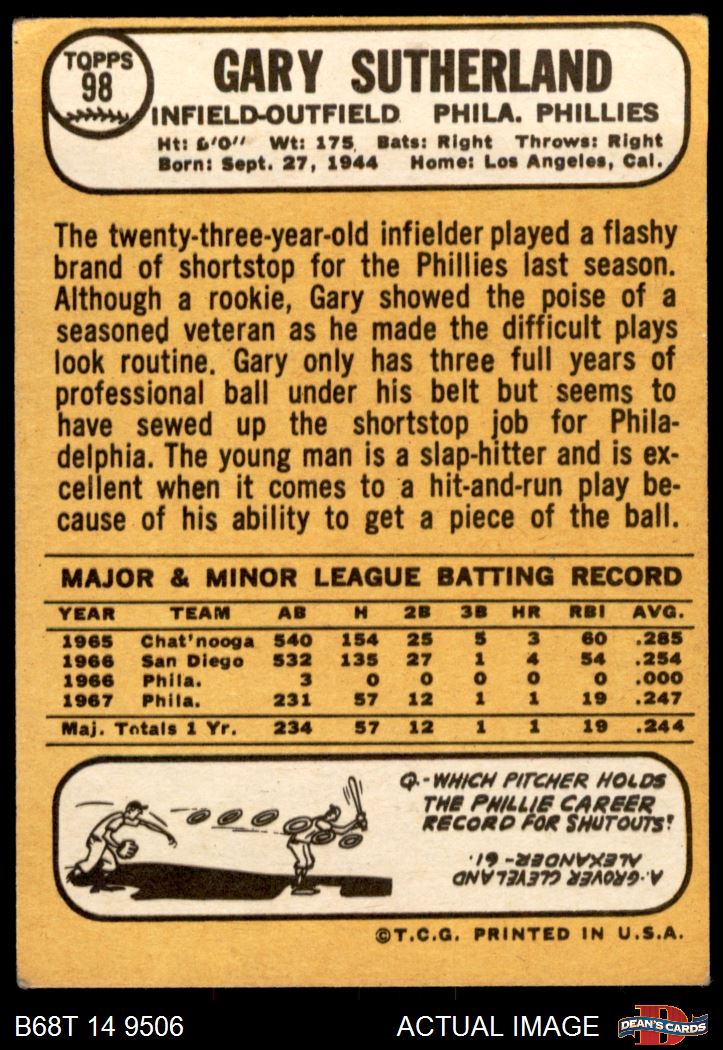 TOPPS
98
GARY SUTHERLAND
INFIELD-OUTFIELD PHILA. PHILLIES
Ht: 6'0" Wt: 175 Bats: Right Throws: Right
Born: Sept. 27, 1944 Home: Los Angeles, Cal.
The twenty-three-year-old infielder played a flashy
brand of shortstop for the Phillies last season.
Although a rookie, Gary showed the poise of a
seasoned veteran as he made the difficult plays
look routine. Gary only has three full years of
professional ball under his belt but seems to
have sewed up the shortstop job for Phila-
delphia. The young man is a slap-hitter and is ex-
cellent when it comes to a hit-and-run play be-
cause of his ability to get a piece of the ball.
MAJOR & MINOR LEAGUE BATTING RECORD
YEAR TEAM AB H 2B 3B HR RBI AVG.
1965 Chat'nooga 540 154 25 5 3 60 .285
1966 San Diego 532 135 27 1 4 54 .254
1966 Phila. 3 0 0 0 0 0 .000
1967 Phila. 231 57 12 1 1 19 .247
Maj. Totals 1 Yr. 234 57 12 1 1 19 .244
Q.-WHICH PITCHER HOLDS
THE PHILLIE CAREER
RECORD FOR SHUTOUTS?
A. GROVER CLEVELAND
ALEXANDER- 61.
©T.C.G. PRINTED IN U.S.A.
B68T 14 9506 ACTUAL IMAGE
D
DEAN'S CARDS